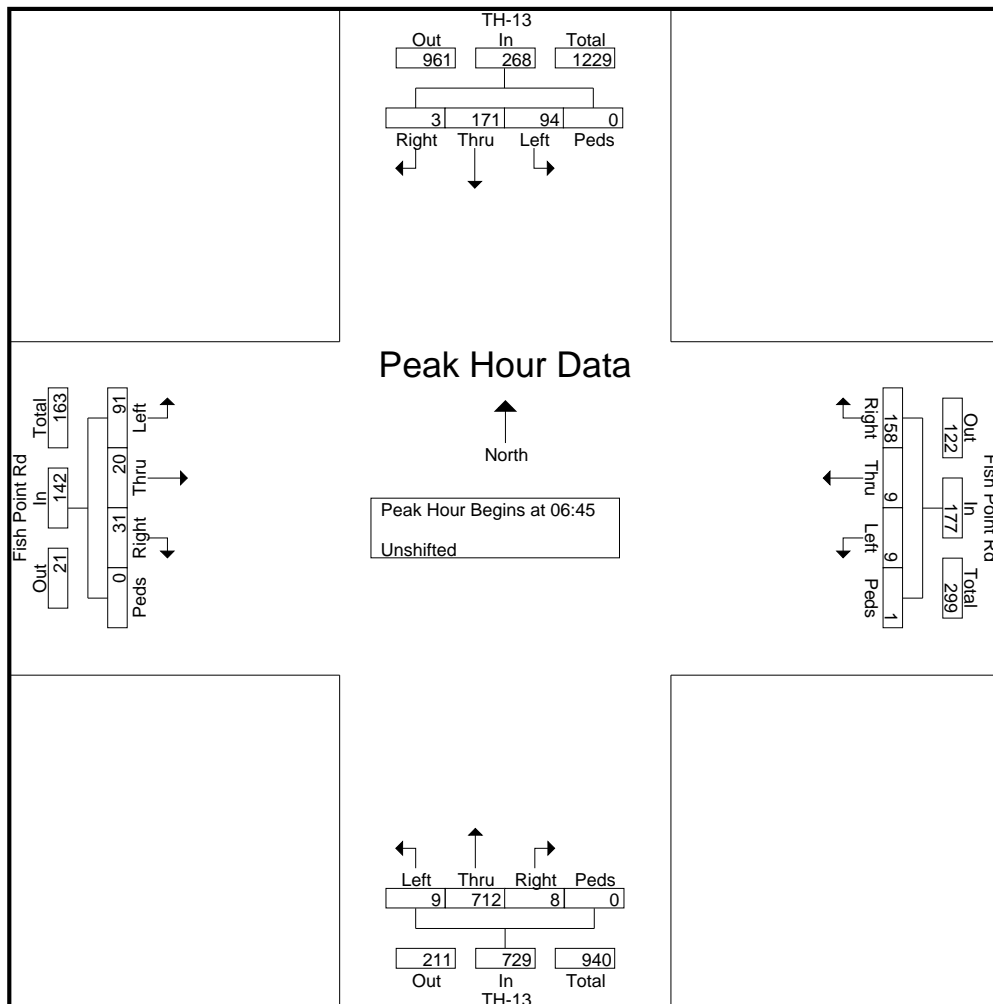 TH-13
Out In Total
961 268 1229
3 171 94 0
Right Thru Left Peds
Peak Hour Data
North
Peak Hour Begins at 06:45
Unshifted
Fish Point Rd
Total In Out
163 142 21
91 20 31 0
Left Thru Right Peds
Right Thru Left Peds
158 9 9 1
Out In Total
122 177 299
Fish Point Rd
Left Thru Right Peds
9 712 8 0
211 729 940
Out In Total
TH-13